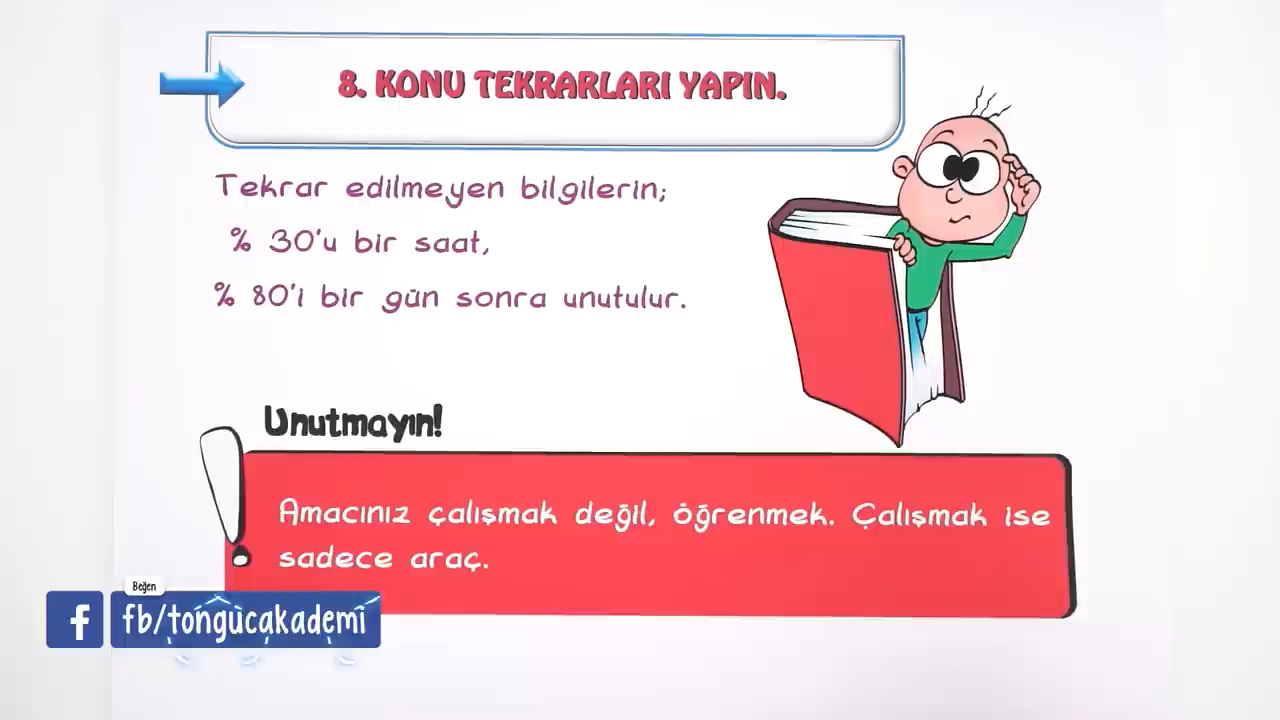 8. KONU TEKRARLARI YAPIN.
Tekrar edilmeyen bilgilerin;
% 30'u bir saat,
% 80'i bir gün sonra unutulur.
Unutmayın!
Amacınız çalışmak değil, öğrenmek. Çalışmak ise
sadece araç.
Beğen
f fb/tongucakademi